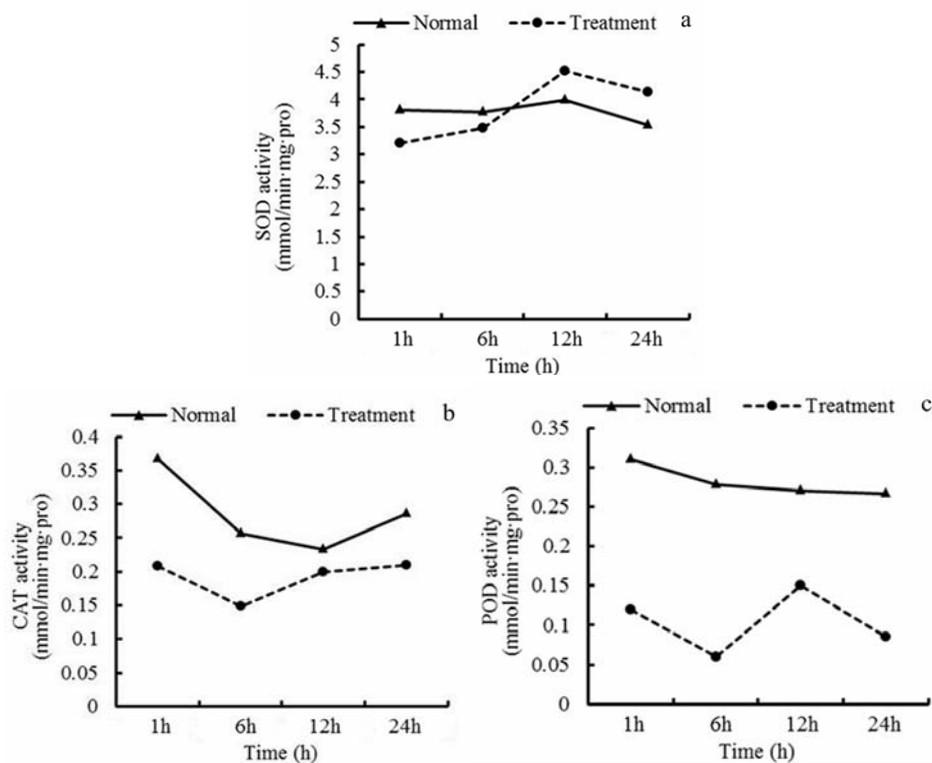 Normal Treatment a
SOD activity
(mmol/min·mg·pro)
5
4.5
4
3.5
3
2.5
2
1.5
1
0.5
0
1h 6h 12h 24h
Time (h)
Normal Treatment b
CAT activity
(mmol/min·mg·pro)
0.4
0.35
0.3
0.25
0.2
0.15
0.1
0.05
0
1h 6h 12h 24h
Time (h)
Normal Treatment c
POD activity
(mmol/min·mg·pro)
0.35
0.3
0.25
0.2
0.15
0.1
0.05
0
1h 6h 12h 24h
Time (h)